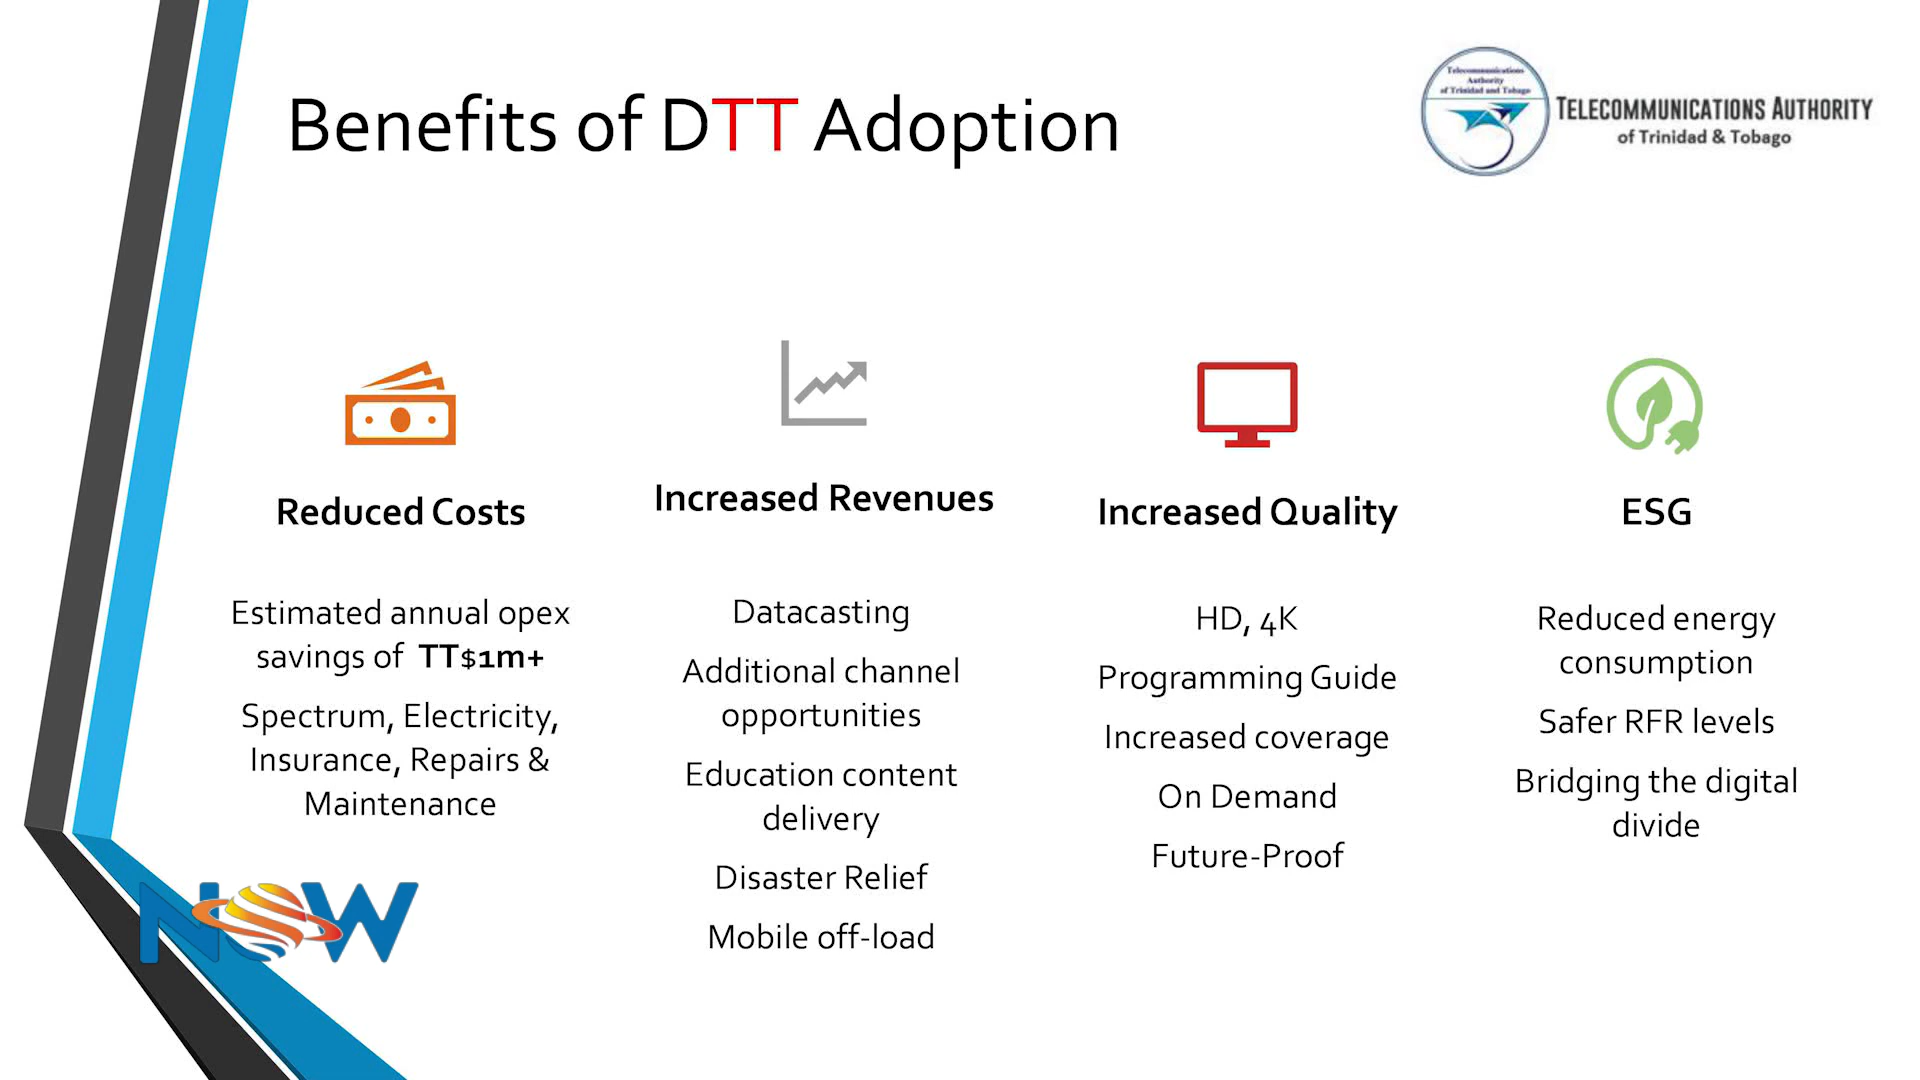 Benefits of DTT Adoption
Telecommunications
Authority
of Trinidad and Tobago
TELECOMMUNICATIONS AUTHORITY
of Trinidad & Tobago
Reduced Costs
Estimated annual opex
savings of TT$1m+
Spectrum, Electricity,
Insurance, Repairs &
Maintenance
Increased Revenues
Datacasting
Additional channel
opportunities
Education content
delivery
Disaster Relief
Mobile off-load
Increased Quality
HD, 4K
Programming Guide
Increased coverage
On Demand
Future-Proof
ESG
Reduced energy
consumption
Safer RFR levels
Bridging the digital
divide
NOW